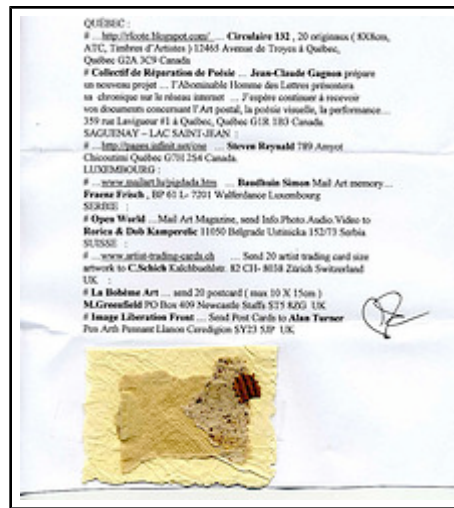 QUÉBEC :
# ... http://rfcote.blogspot.com/ ... Circulaire 132 , 20 originaux ( 8X8cm,
ATC, Timbres d'Artistes ) 12465 Avenue de Troyes à Québec,
Québec G2A 3C9 Canada
# Collectif de Réparation de Poésie ... Jean-Claude Gagnon prépare
un nouveau projet ... l'Abominable Homme des Lettres présentera
sa chronique sur le réseau internet ... J'espère continuer à recevoir
vos documents concernant l'Art postal, la poésie visuelle, la performance...
359 rue Lavigueur #1 à Québec, Québec G1R 1B3 Canada.
SAGUENAY – LAC SAINT-JEAN :
# ... http://pages.infinit.net/ose ... Steven Reynald 789 Amyot
Chicoutimi Québec G7H 2S4 Canada.
LUXEMBOURG :
# ... www.mailart.lu/pigdada.htm ... Baudhuin Simon Mail Art memory...
Franz Frisch , BP 61 L- 7201 Walferdance Luxembourg
SERBIE :
# Open World ... Mail Art Magazine, send Info.Photo.Audio.Video to
Rorica & Dob Kamperelic 11050 Belgrade Ustinicka 152/73 Serbia
SUISSE :
# ... www.artist-trading-cards.ch ... Send 20 artist trading card size
artwork to C.Schich Kalchbuehlstr. 82 CH- 8038 Zürich Switzerland
UK :
# La Bohème Art ... send 20 postcard ( max 10 X 15cm )
M.Greenfield PO Box 409 Newcastle Staffs ST5 8ZG UK
# Image Liberation Front ... Send Post Cards to Alan Turner
Pen Arth Pennant Llanon Ceredigion SY23 5JP UK